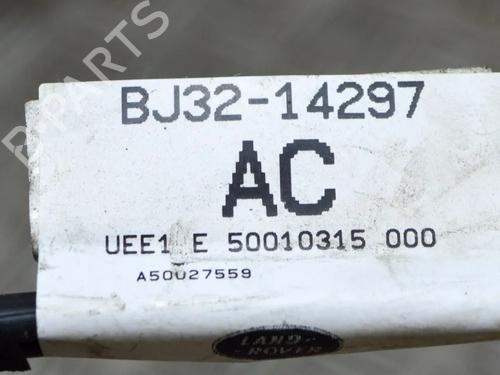 B-PARTS
BJ32-14297
AC
UEE1 E 50010315 000
A50027559
LAND-
-ROVER